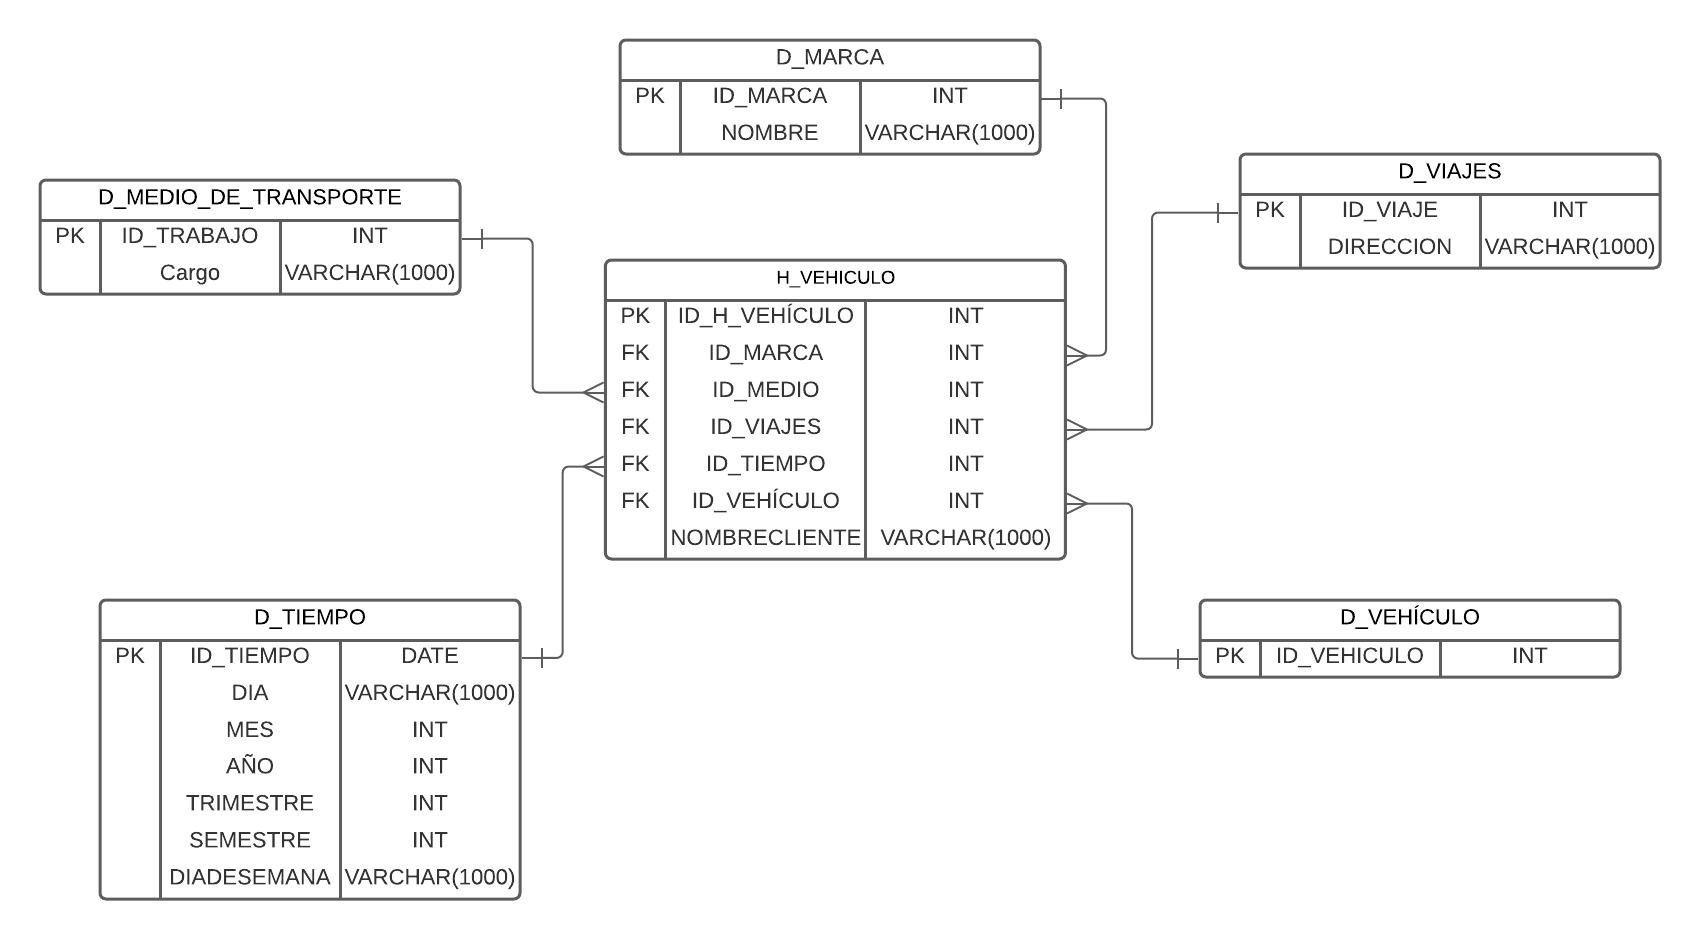 D_MARCA
PK ID_MARCA INT
NOMBRE VARCHAR(1000)
D_MEDIO_DE_TRANSPORTE
PK ID_TRABAJO INT
Cargo VARCHAR(1000)
D_VIAJES
PK ID_VIAJE INT
DIRECCION VARCHAR(1000)
H_VEHICULO
PK ID_H_VEHÍCULO INT
FK ID_MARCA INT
FK ID_MEDIO INT
FK ID_VIAJES INT
FK ID_TIEMPO INT
FK ID_VEHÍCULO INT
NOMBRECLIENTE VARCHAR(1000)
D_TIEMPO
PK ID_TIEMPO DATE
DIA VARCHAR(1000)
MES INT
AÑO INT
TRIMESTRE INT
SEMESTRE INT
DIADESEMANA VARCHAR(1000)
D_VEHÍCULO
PK ID_VEHICULO INT